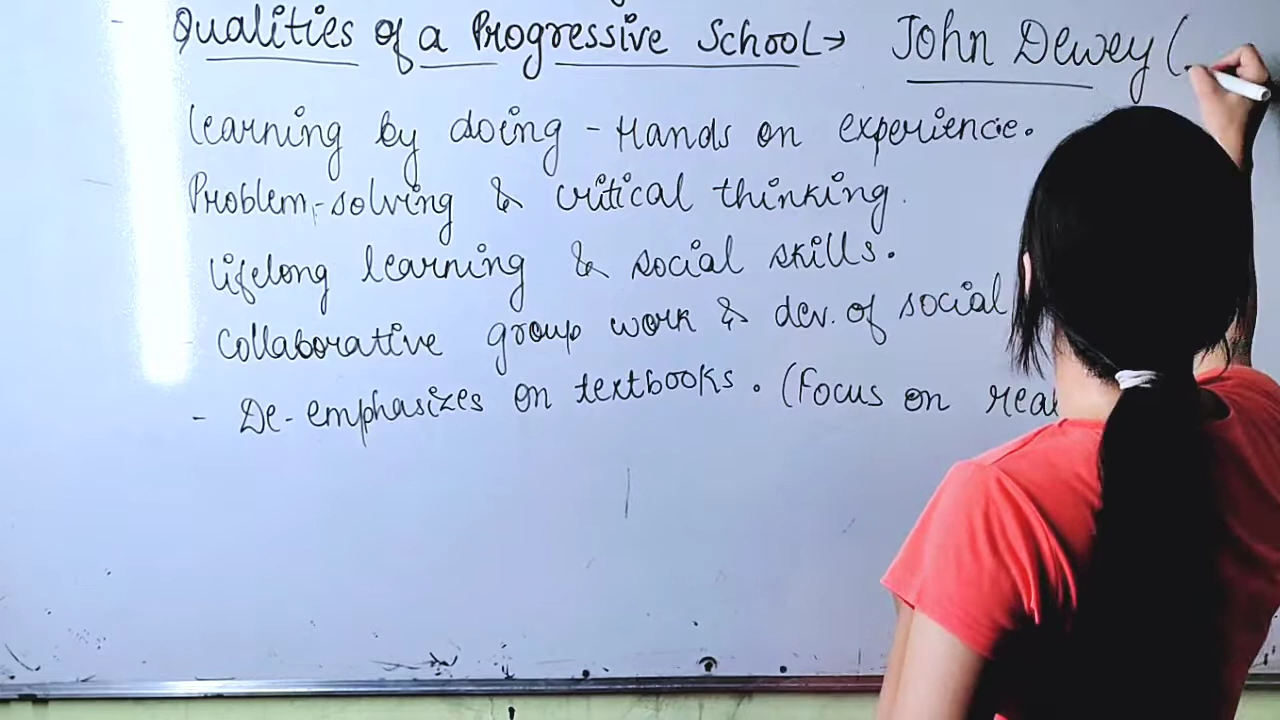 - Qualities of a Progressive School → John Dewey (
Learning by doing - Hands on experience.
Problem-solving & critical thinking.
Lifelong learning & social skills.
Collaborative group work & dev. of social
- De-emphasizes on textbooks. (Focus on real